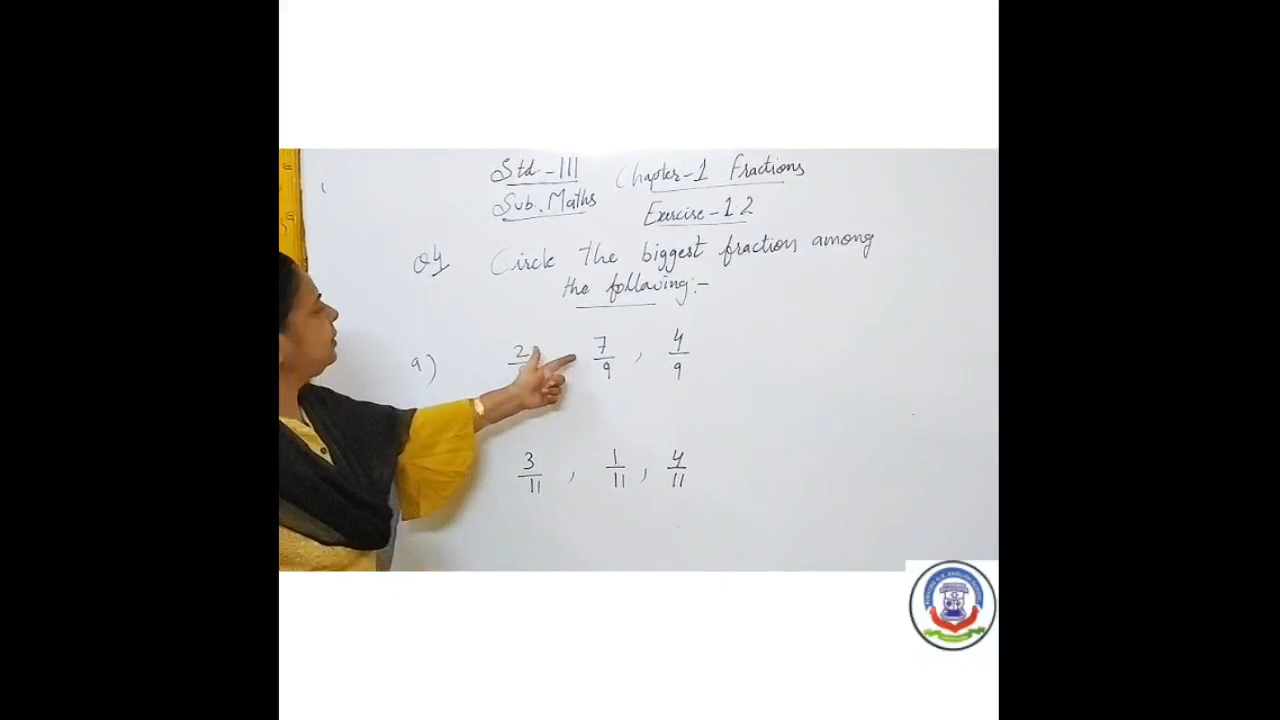 Std.-III Chapter-1 Fractions
Sub. Maths Exercise-1.2
Q4 Circle the biggest fraction among
the following:-
a) 2 , 7/9 , 4/9
3/11 , 1/11 , 4/11